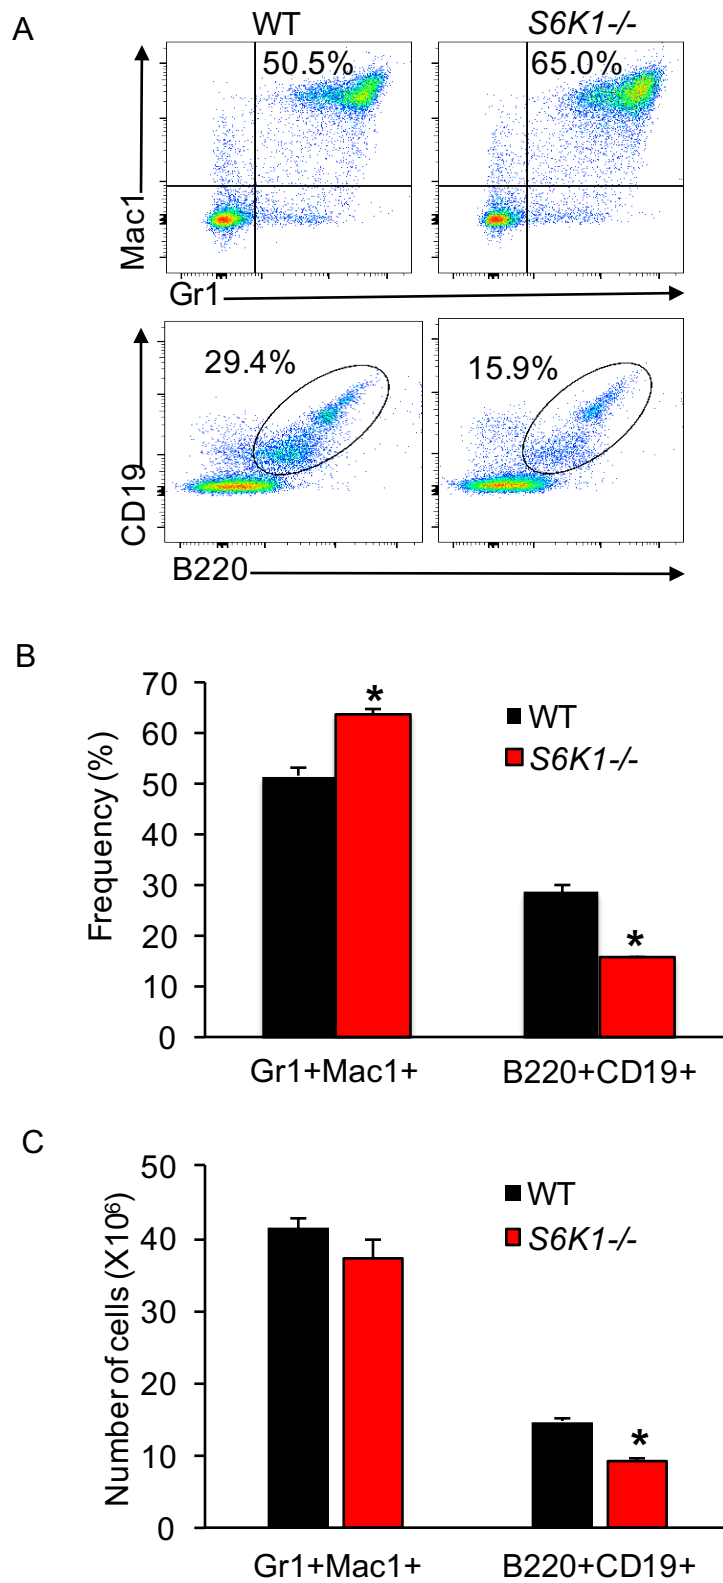 A
WT
S6K1-/-
50.5%
65.0%
Mac1
Gr1
29.4%
15.9%
CD19
B220
B
70
60
50
40
30
20
10
0
Frequency (%)
*
*
WT
S6K1-/-
Gr1+Mac1+
B220+CD19+
C
50
40
30
20
10
0
Number of cells (X10⁶)
*
WT
S6K1-/-
Gr1+Mac1+
B220+CD19+